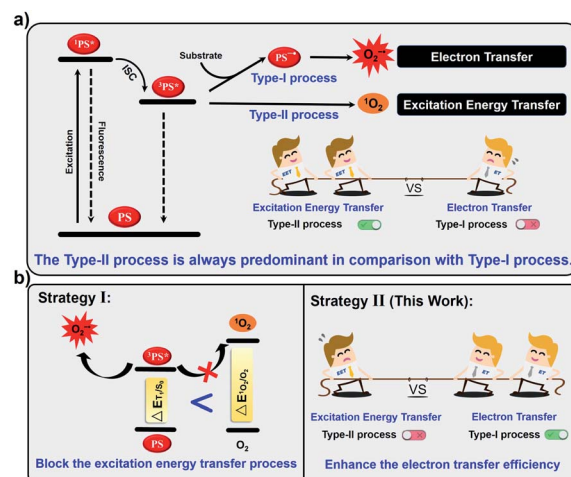 a)
¹PS*
ISC
³PS*
Excitation
Fluorescence
PS
Substrate
PS⁻•
O₂⁻•
Electron Transfer
Type-I process
Type-II process
¹O₂
Excitation Energy Transfer
EET
EET
ET
VS
Excitation Energy Transfer
Electron Transfer
Type-II process
Type-I process
The Type-II process is always predominant in comparison with Type-I process.
b)
Strategy I:
O₂⁻•
¹O₂
³PS*
△ E T₁/S₀
<
△ E ¹O₂/O₂
PS
O₂
Block the excitation energy transfer process
Strategy II (This Work):
EET
ET
ET
VS
Excitation Energy Transfer
Electron Transfer
Type-II process
Type-I process
Enhance the electron transfer efficiency